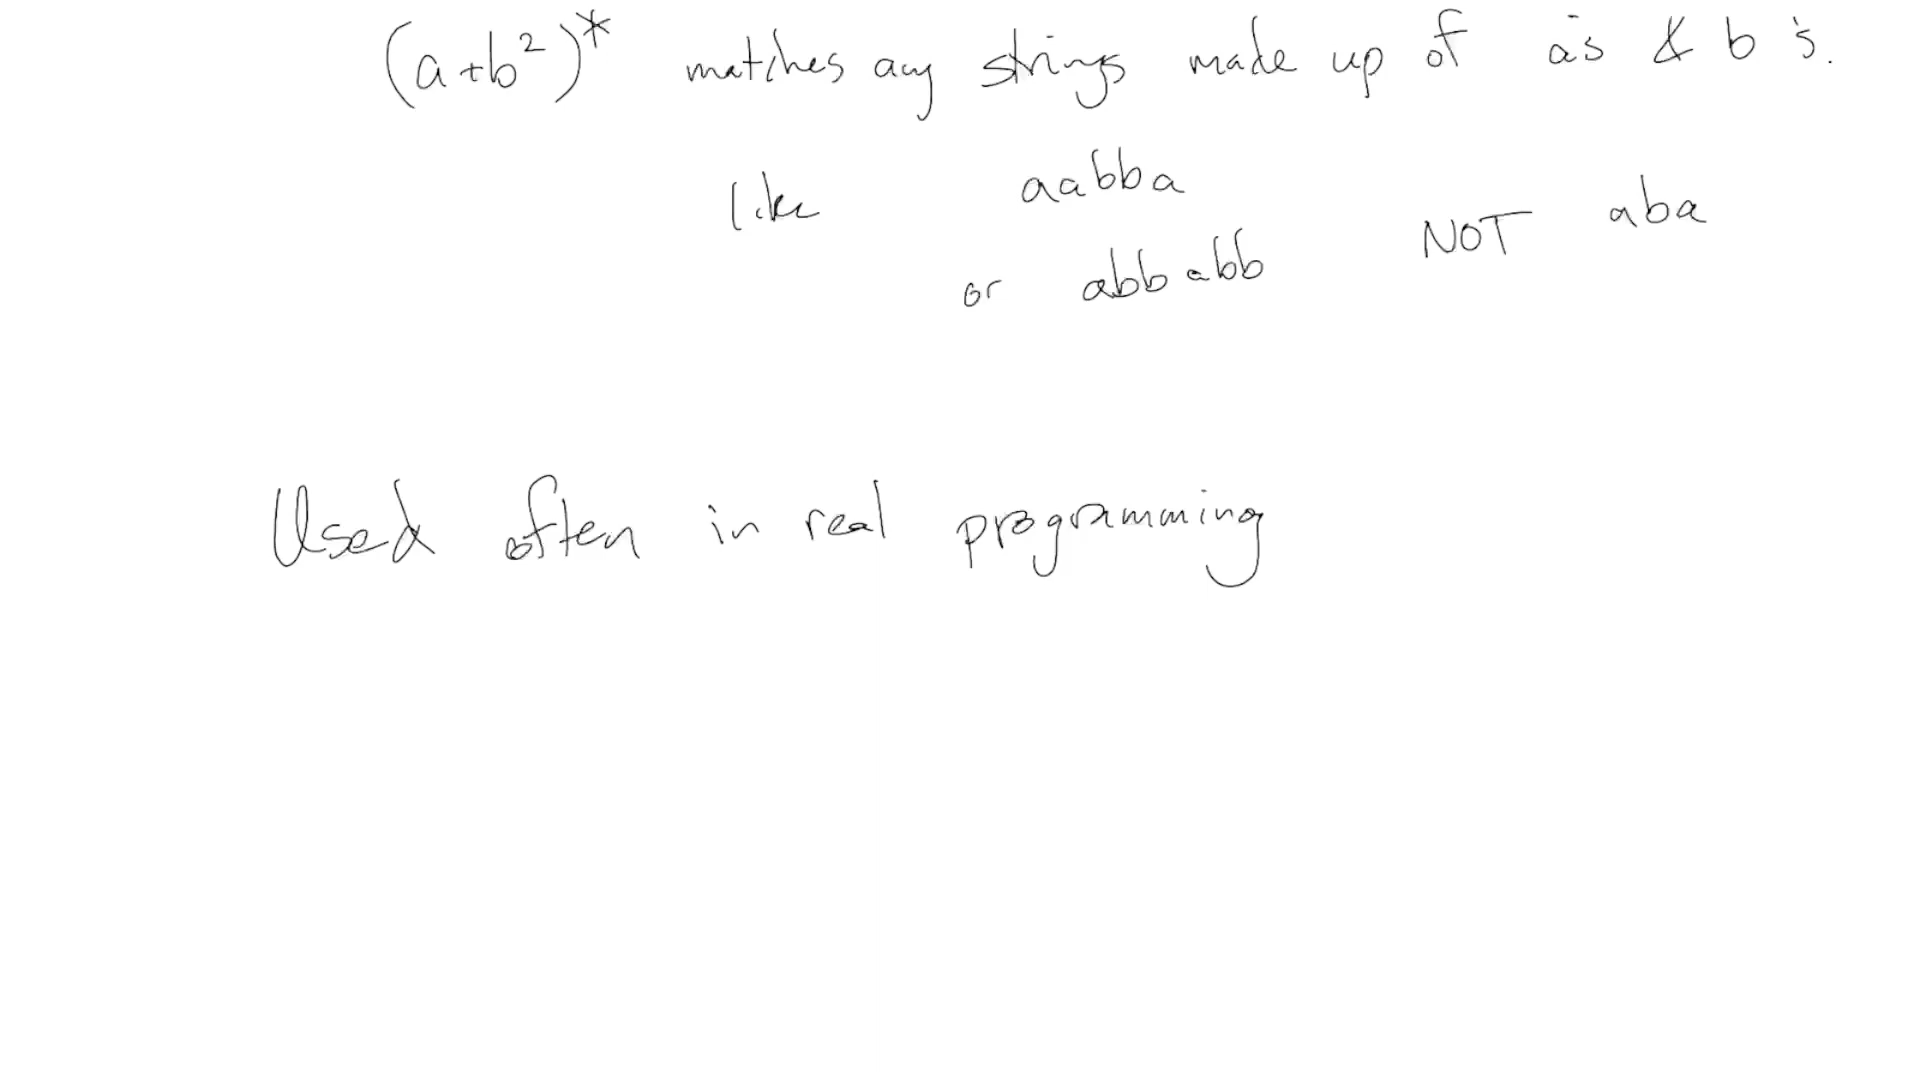 (a+b²)* matches any strings made up of a's & b's.
like aabba NOT aba
or abbabb
Used often in real programming